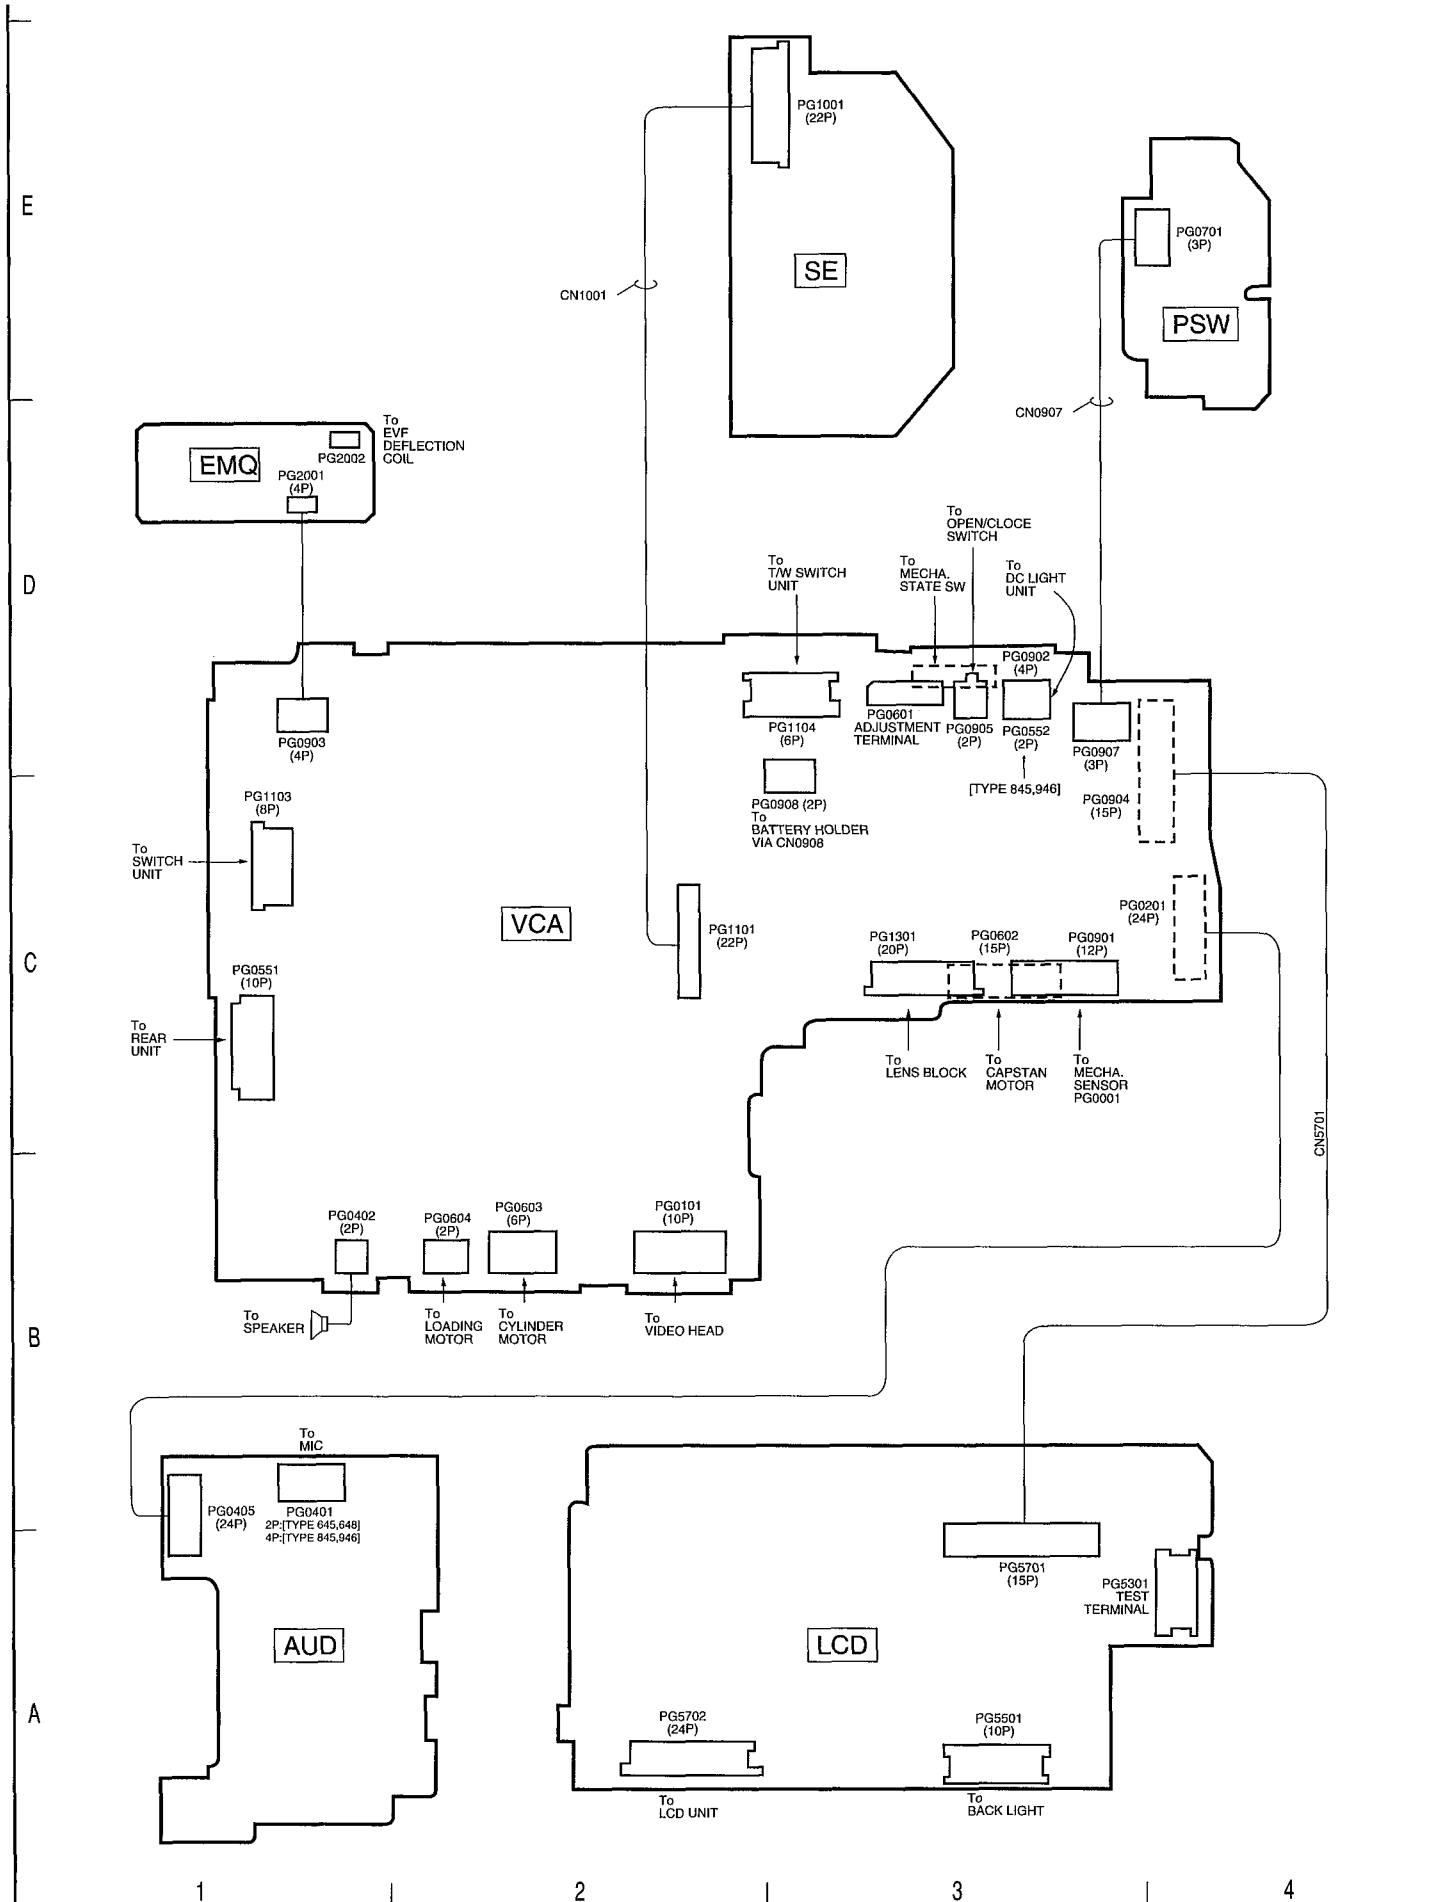 PG1001
(22P)
E
PG0701
(3P)
SE
CN1001
PSW
CN0907
To
EVF
DEFLECTION
COIL
EMQ
PG2002
PG2001
(4P)
To
OPEN/CLOCE
SWITCH
To
T/W SWITCH
UNIT
To
MECHA.
STATE SW
To
DC LIGHT
UNIT
D
PG0902
(4P)
PG0903
(4P)
PG1104
(6P)
PG0601
ADJUSTMENT
TERMINAL
PG0905
(2P)
PG0552
(2P)
PG0907
(3P)
[TYPE 845,946]
PG0904
(15P)
PG1103
(8P)
PG0908 (2P)
To
BATTERY HOLDER
VIA CN0908
To
SWITCH
UNIT
PG0201
(24P)
VCA
PG1101
(22P)
PG1301
(20P)
PG0602
(15P)
PG0901
(12P)
C
PG0551
(10P)
To
REAR
UNIT
To
LENS BLOCK
To
CAPSTAN
MOTOR
To
MECHA.
SENSOR
PG0001
CN5701
PG0402
(2P)
PG0604
(2P)
PG0603
(6P)
PG0101
(10P)
To
SPEAKER
To
LOADING
MOTOR
To
CYLINDER
MOTOR
To
VIDEO HEAD
B
To
MIC
PG0405
(24P)
PG0401
2P:[TYPE 645,648]
4P:[TYPE 845,946]
PG5701
(15P)
PG5301
TEST
TERMINAL
AUD
LCD
A
PG5702
(24P)
PG5501
(10P)
To
LCD UNIT
To
BACK LIGHT
1
2
3
4